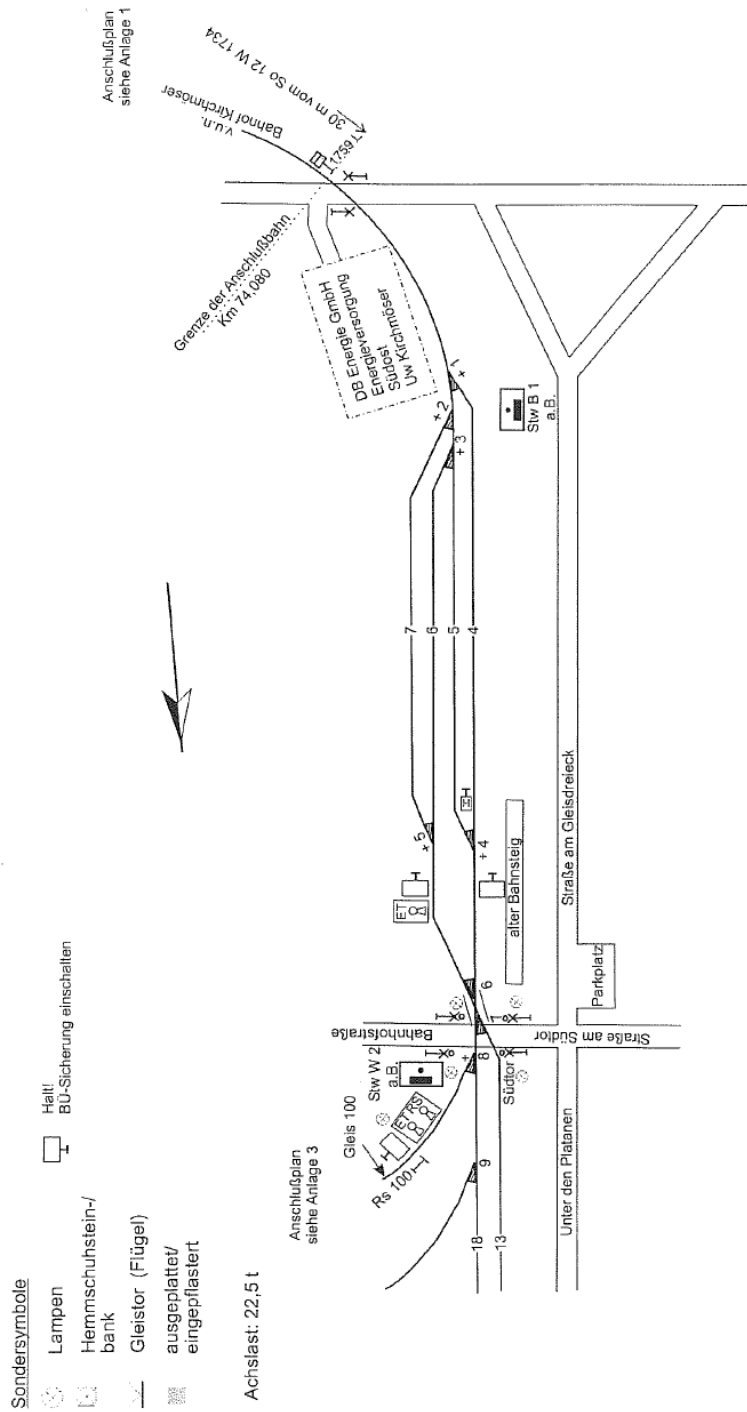 Sondersymbole
Lampen
Hemmschuhstein-/
bank
Gleistor (Flügel)
ausgeplattet/
eingepflastert
Achslast: 22,5 t
Halt!
BÜ-Sicherung einschalten
Anschlußplan
siehe Anlage 3
Anschlußplan
siehe Anlage 1
Gleis 100
Rs 100
ET RS
Stw W 2
a.B.
Bahnhofstraße
Südtor
Straße am Südtor
Unter den Platanen
18
13
9
+
8
6
ET
+ 5
+ 4
alter Bahnsteig
Parkplatz
Straße am Gleisdreieck
7
6
5
4
H
+ 2
+ 3
+ 1
Stw B 1
a.B.
DB Energie GmbH
Energieversorgung
Südost
Uw Kirchmöser
Grenze der Anschlußbahn
Km 74,080
v.u.n.
Bahnhof Kirchmöser
1759
30 m vom So 12 W 1734